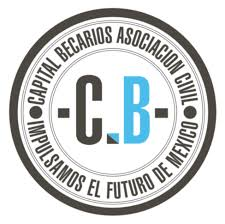 CAPITAL BECARIOS ASOCIACION CIVIL
-C.B-
IMPULSAMOS EL FUTURO DE MEXICO